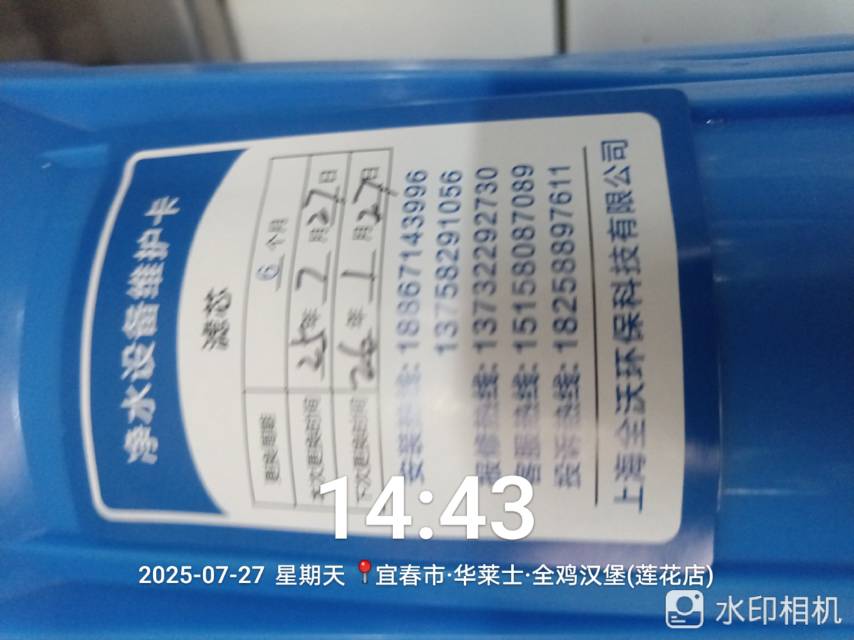 净水设备维护卡
滤芯
更换周期 6 个月
本次更换时间 25年7月27日
下次更换时间 26年1月27日
安装热线: 18867143996
13758291056
报修热线: 13732292730
客服热线: 15158087089
投诉热线: 18258897611
上海全沃环保科技有限公司
14:43
2025-07-27 星期天 宜春市·华莱士·全鸡汉堡(莲花店)
水印相机